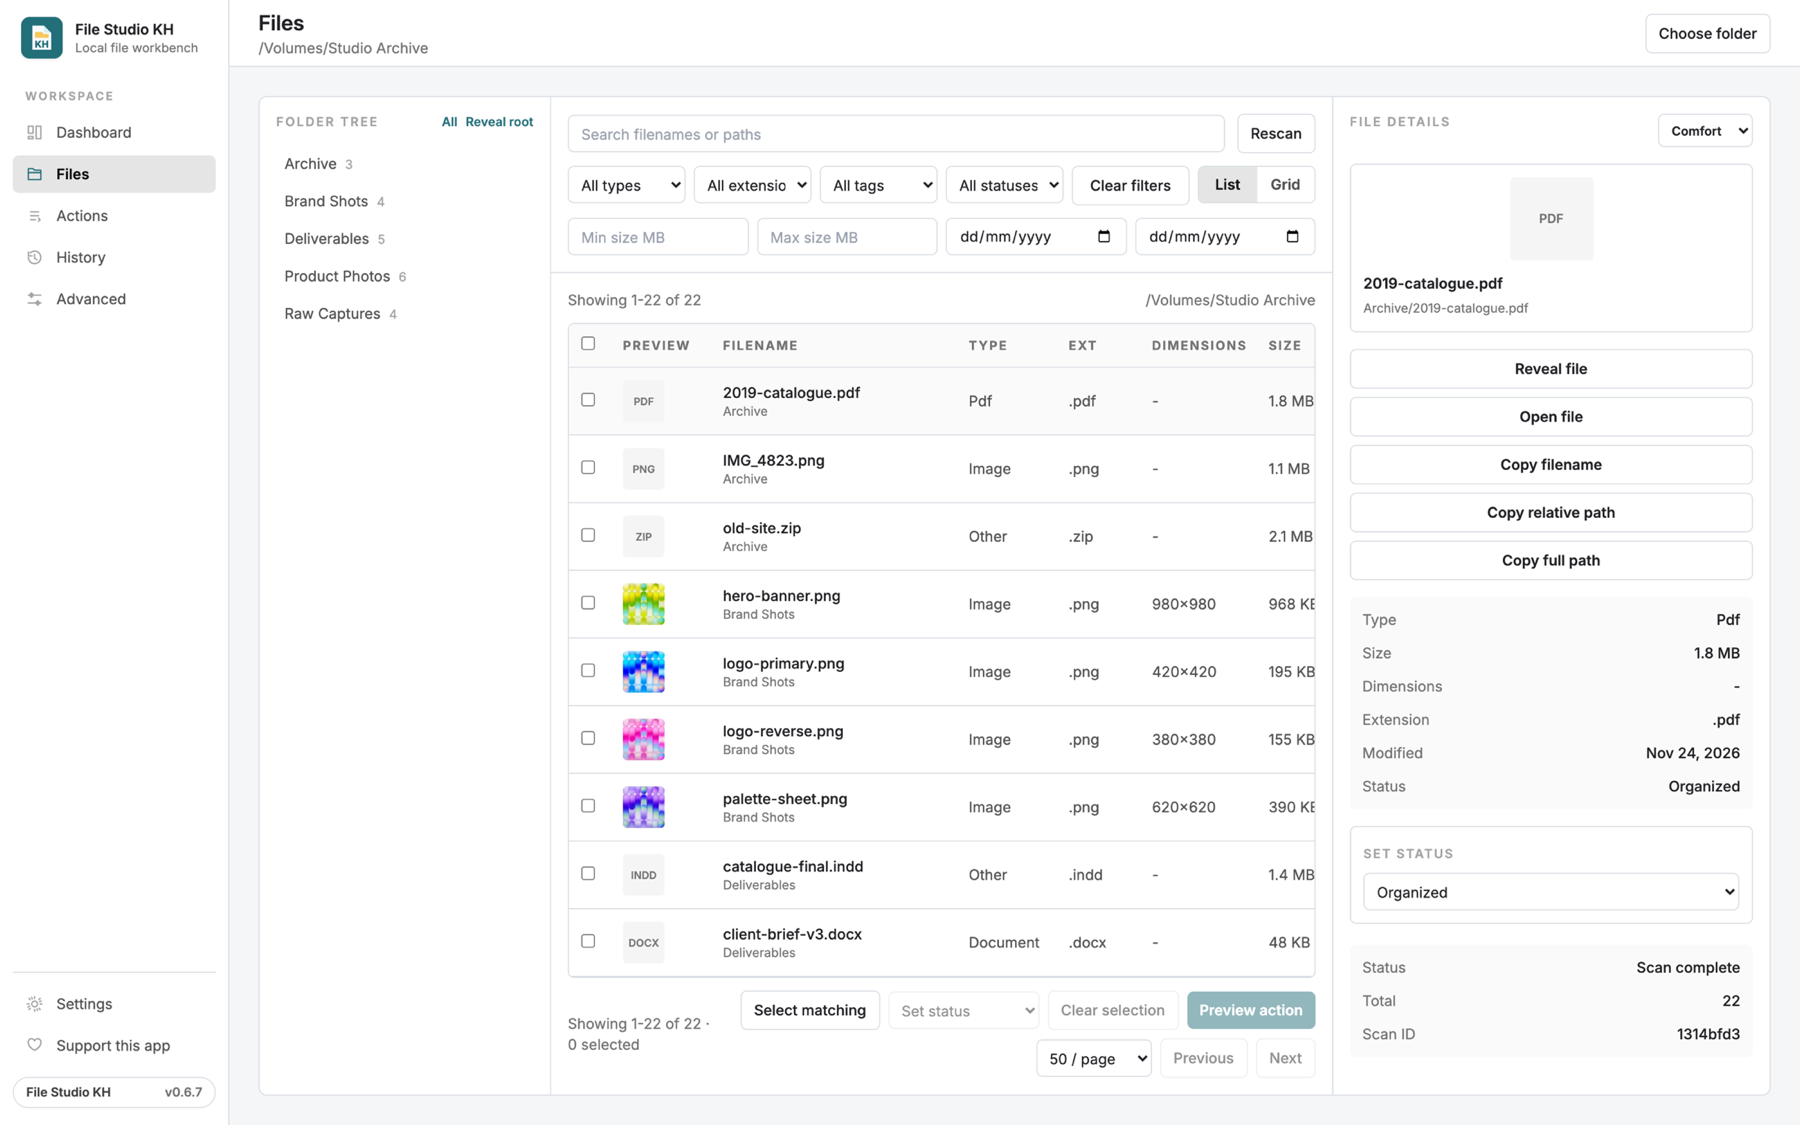 KH
File Studio KH
Local file workbench
WORKSPACE
Dashboard
Files
Actions
History
Advanced
Settings
Support this app
File Studio KH v0.6.7
Files
/Volumes/Studio Archive
Choose folder
FOLDER TREE All Reveal root
Archive 3
Brand Shots 4
Deliverables 5
Product Photos 6
Raw Captures 4
Search filenames or paths Rescan
All types All extensio All tags All statuses Clear filters List Grid
Min size MB Max size MB dd/mm/yyyy dd/mm/yyyy
Showing 1-22 of 22 /Volumes/Studio Archive
PREVIEW FILENAME TYPE EXT DIMENSIONS SIZE
PDF 2019-catalogue.pdf Pdf .pdf - 1.8 MB
Archive
PNG IMG_4823.png Image .png - 1.1 MB
Archive
ZIP old-site.zip Other .zip - 2.1 MB
Archive
hero-banner.png Image .png 980×980 968 KB
Brand Shots
logo-primary.png Image .png 420×420 195 KB
Brand Shots
logo-reverse.png Image .png 380×380 155 KB
Brand Shots
palette-sheet.png Image .png 620×620 390 KB
Brand Shots
INDD catalogue-final.indd Other .indd - 1.4 MB
Deliverables
DOCX client-brief-v3.docx Document .docx - 48 KB
Deliverables
Showing 1-22 of 22 ·
0 selected
Select matching Set status Clear selection Preview action
50 / page Previous Next
FILE DETAILS Comfort
PDF
2019-catalogue.pdf
Archive/2019-catalogue.pdf
Reveal file
Open file
Copy filename
Copy relative path
Copy full path
Type Pdf
Size 1.8 MB
Dimensions -
Extension .pdf
Modified Nov 24, 2026
Status Organized
SET STATUS
Organized
Status Scan complete
Total 22
Scan ID 1314bfd3